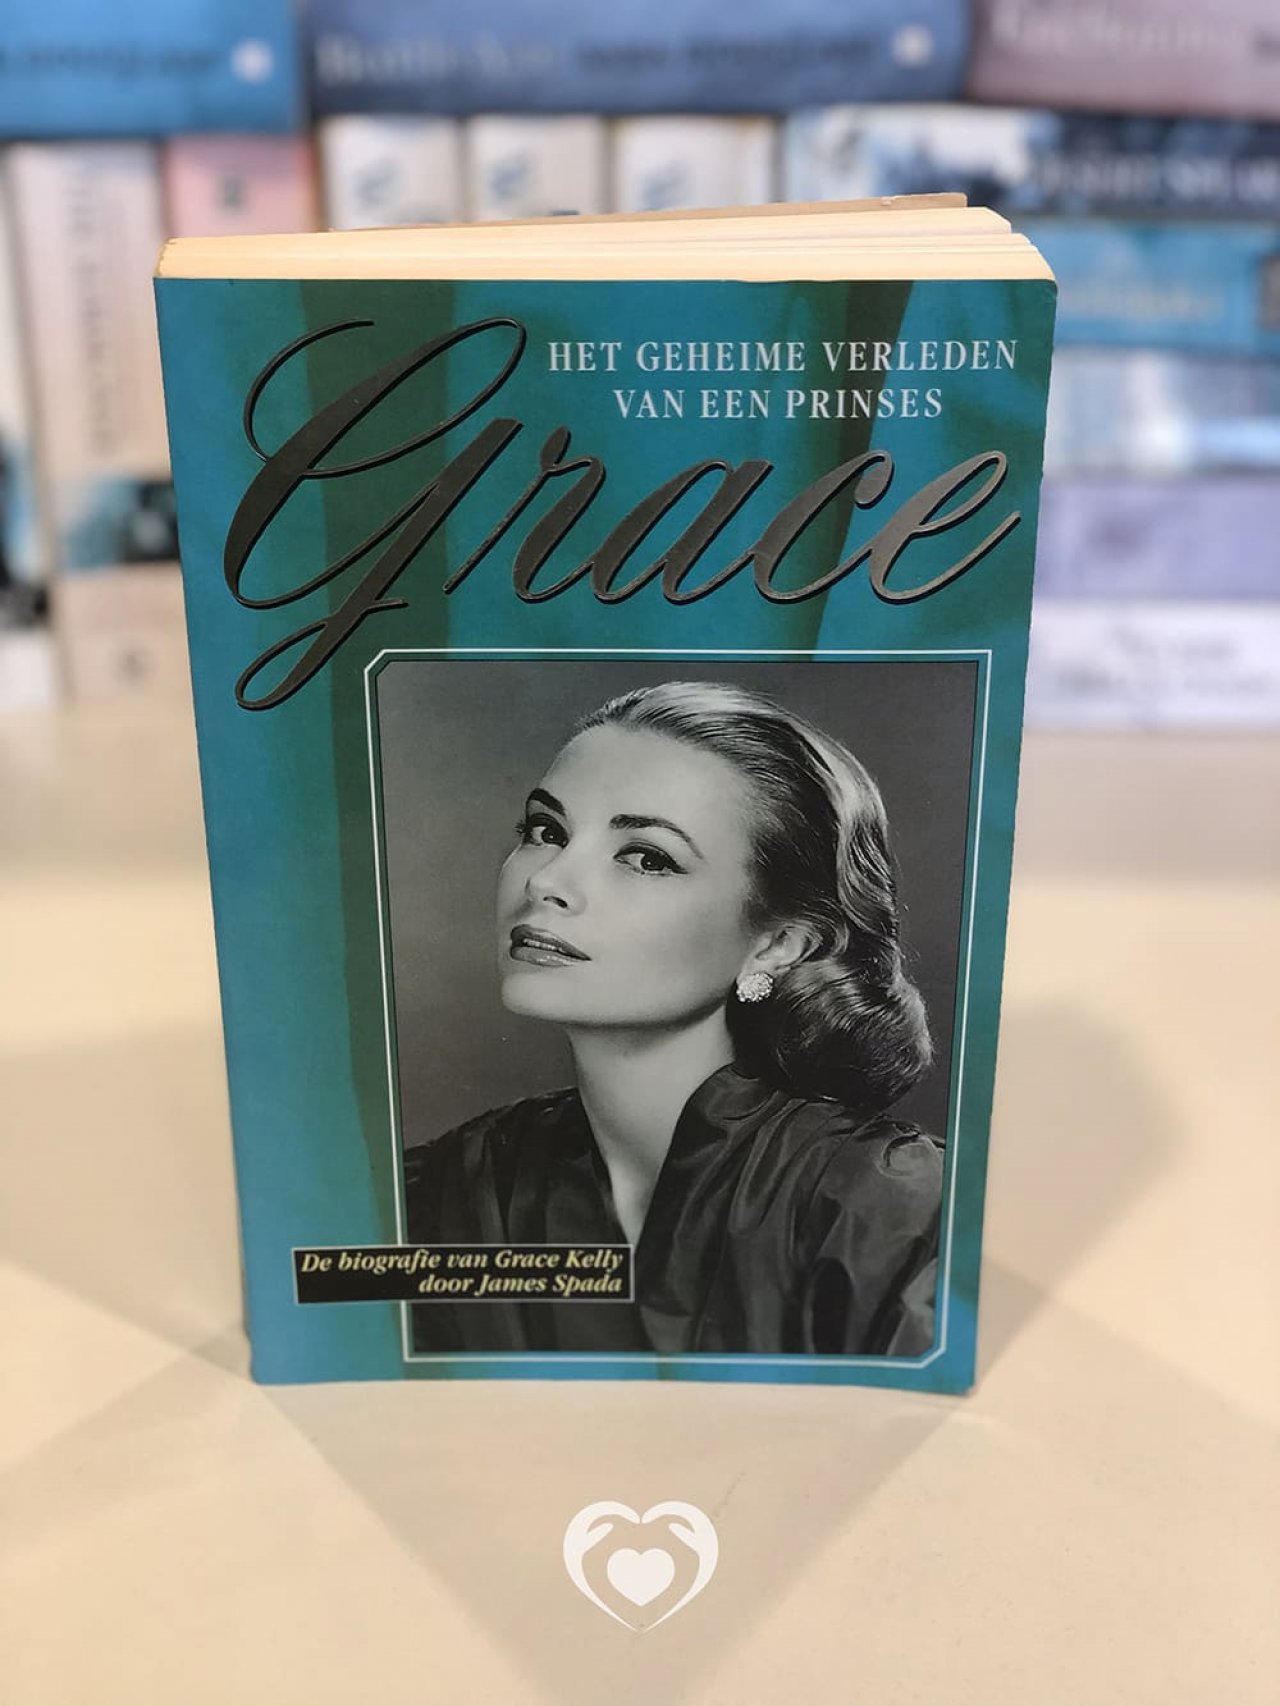 HET GEHEIME VERLEDEN
VAN EEN PRINSES
Grace
De biografie van Grace Kelly
door James Spada